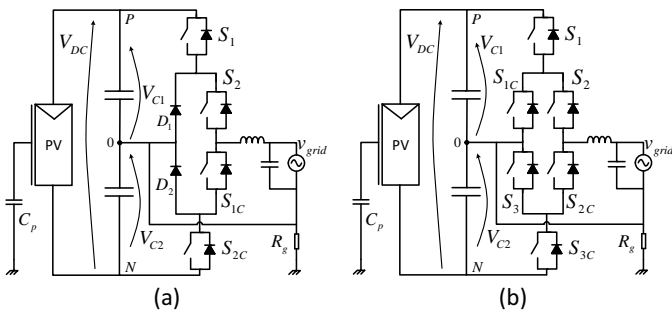 P
V_DC
S_1
V_C1
S_2
D_1
PV
0
v_grid
D_2
S_1C
C_p
V_C2
R_g
S_2C
N
(a)
P
V_DC
S_1
V_C1
S_1C
S_2
PV
0
v_grid
S_3
S_2C
C_p
V_C2
R_g
S_3C
N
(b)